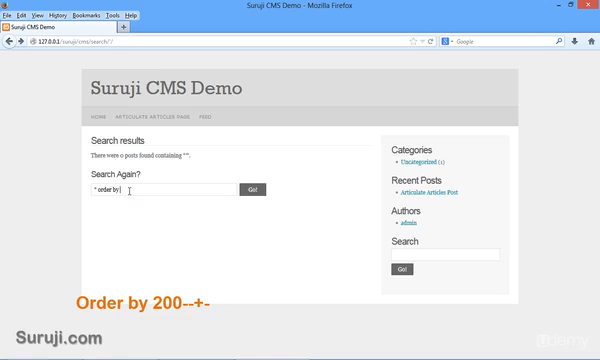 Suruji CMS Demo - Mozilla Firefox
File Edit View History Bookmarks Tools Help
Suruji CMS Demo
127.0.0.1/suruji/cms/search/'/
Google
Suruji CMS Demo
HOME ARTICULATE ARTICLES PAGE FEED
Search results
There were 0 posts found containing "'".
Search Again?
' order by
Go!
Categories
Uncategorized (1)
Recent Posts
Articulate Articles Post
Authors
admin
Search
Go!
Order by 200--+-
Suruji.com
demy